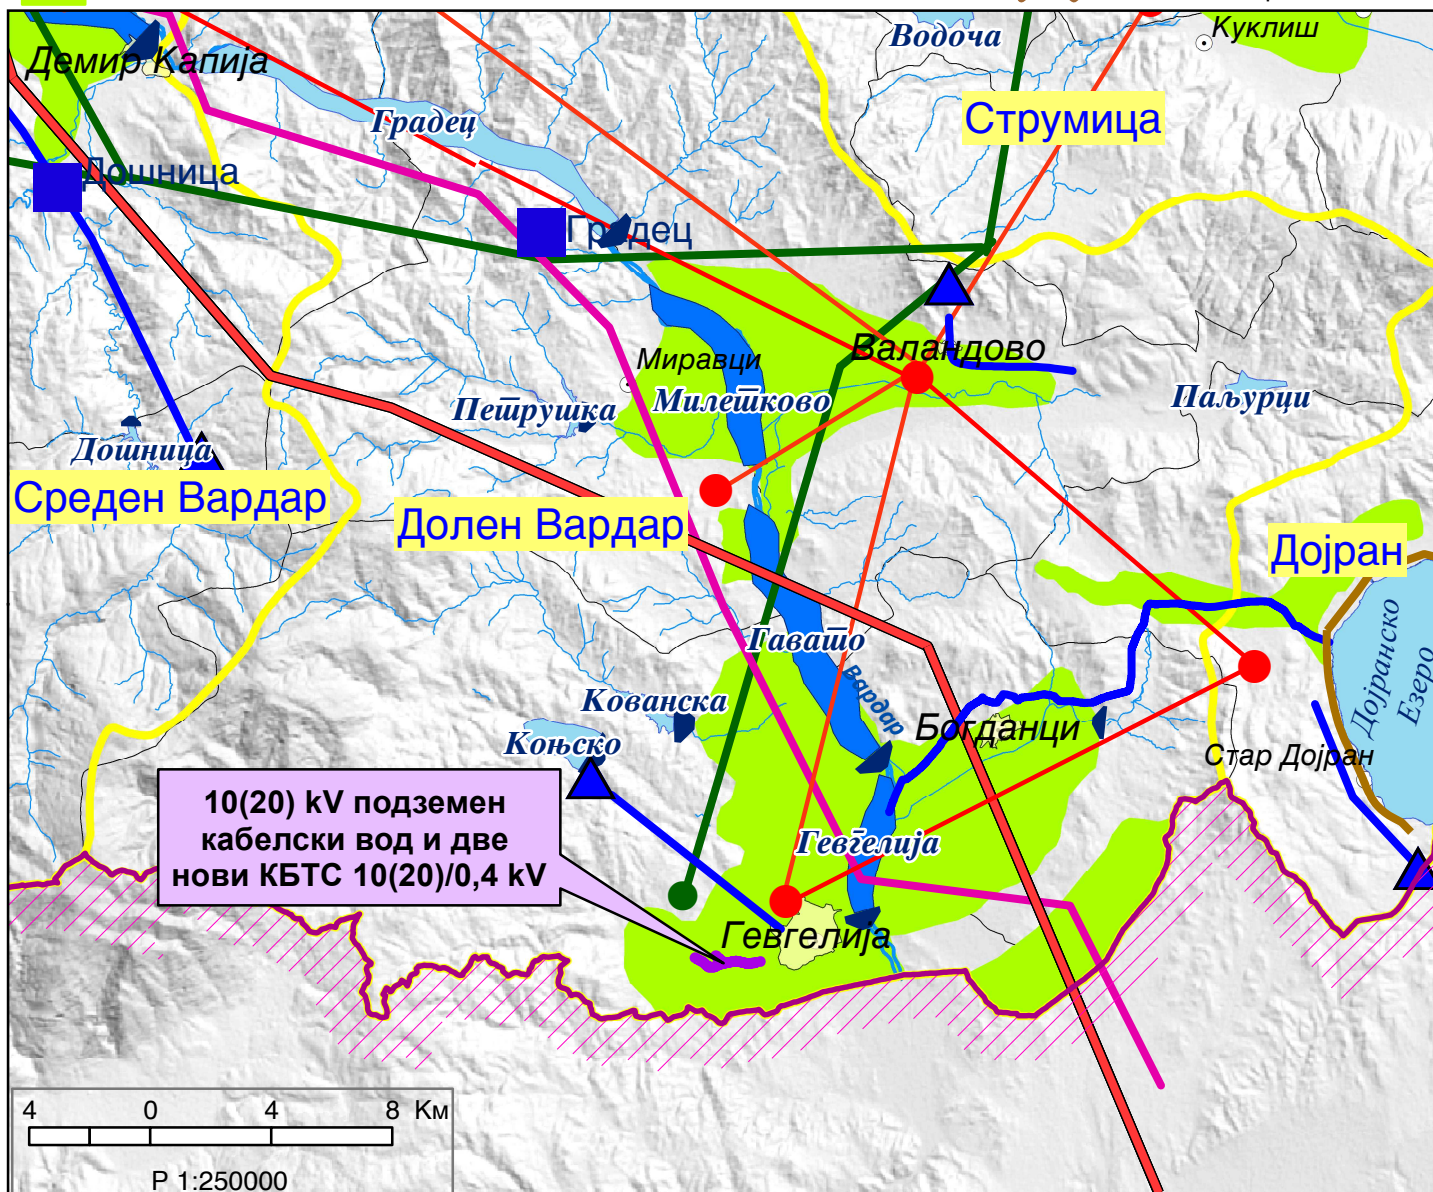 Водоча
Куклиш
Демир Капија
Градец
Струмица
Дошница
Градец
Миравци
Валандово
Петрушка
Милетково
Паљурци
Дошница
Среден Вардар
Долен Вардар
Дојран
Гавато
Дојранско
Езеро
Вардар
Кованска
Богданци
Коњско
Стар Дојран
10(20) kV подземен
кабелски вод и две
нови КБТС 10(20)/0,4 kV
Гевгелија
Гевгелија
4 0 4 8 Км
Р 1:250000